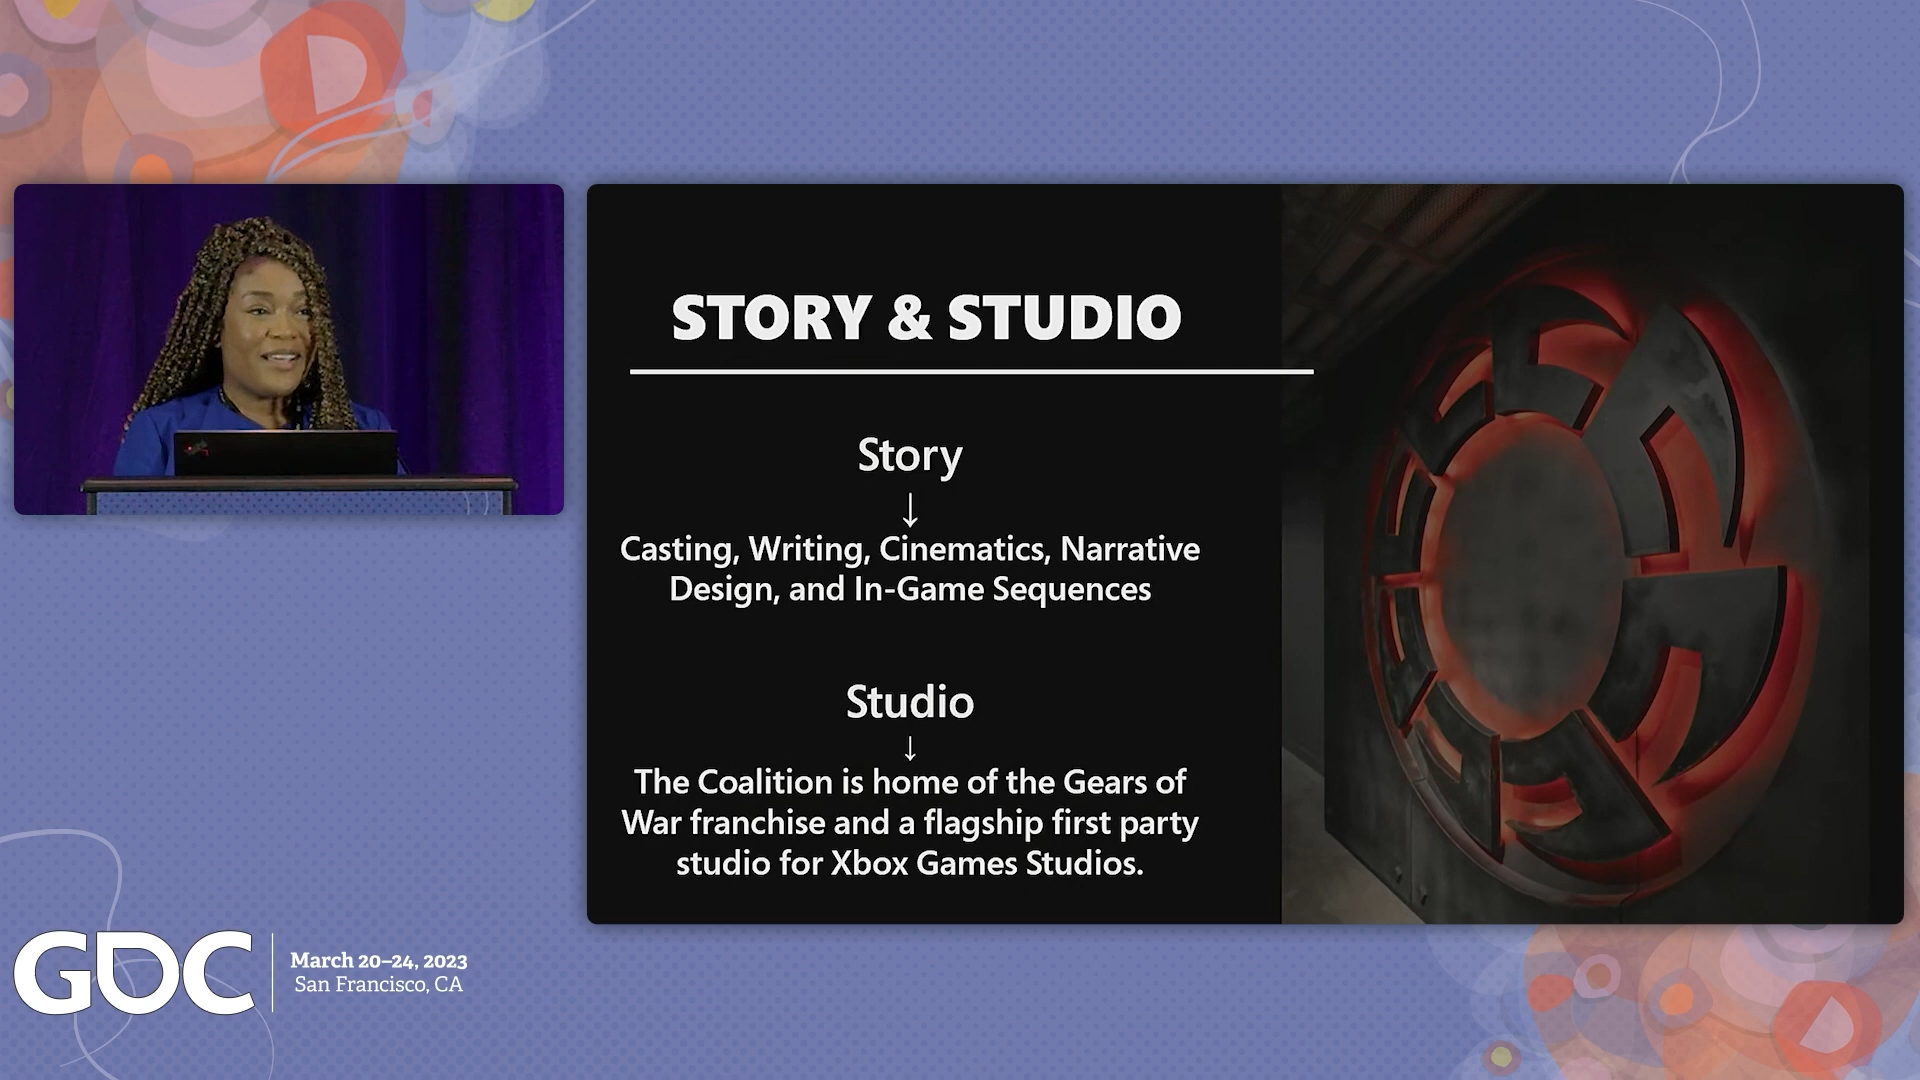 STORY & STUDIO
Story
↓
Casting, Writing, Cinematics, Narrative
Design, and In-Game Sequences
Studio
↓
The Coalition is home of the Gears of
War franchise and a flagship first party
studio for Xbox Games Studios.
GDC
March 20–24, 2023
San Francisco, CA